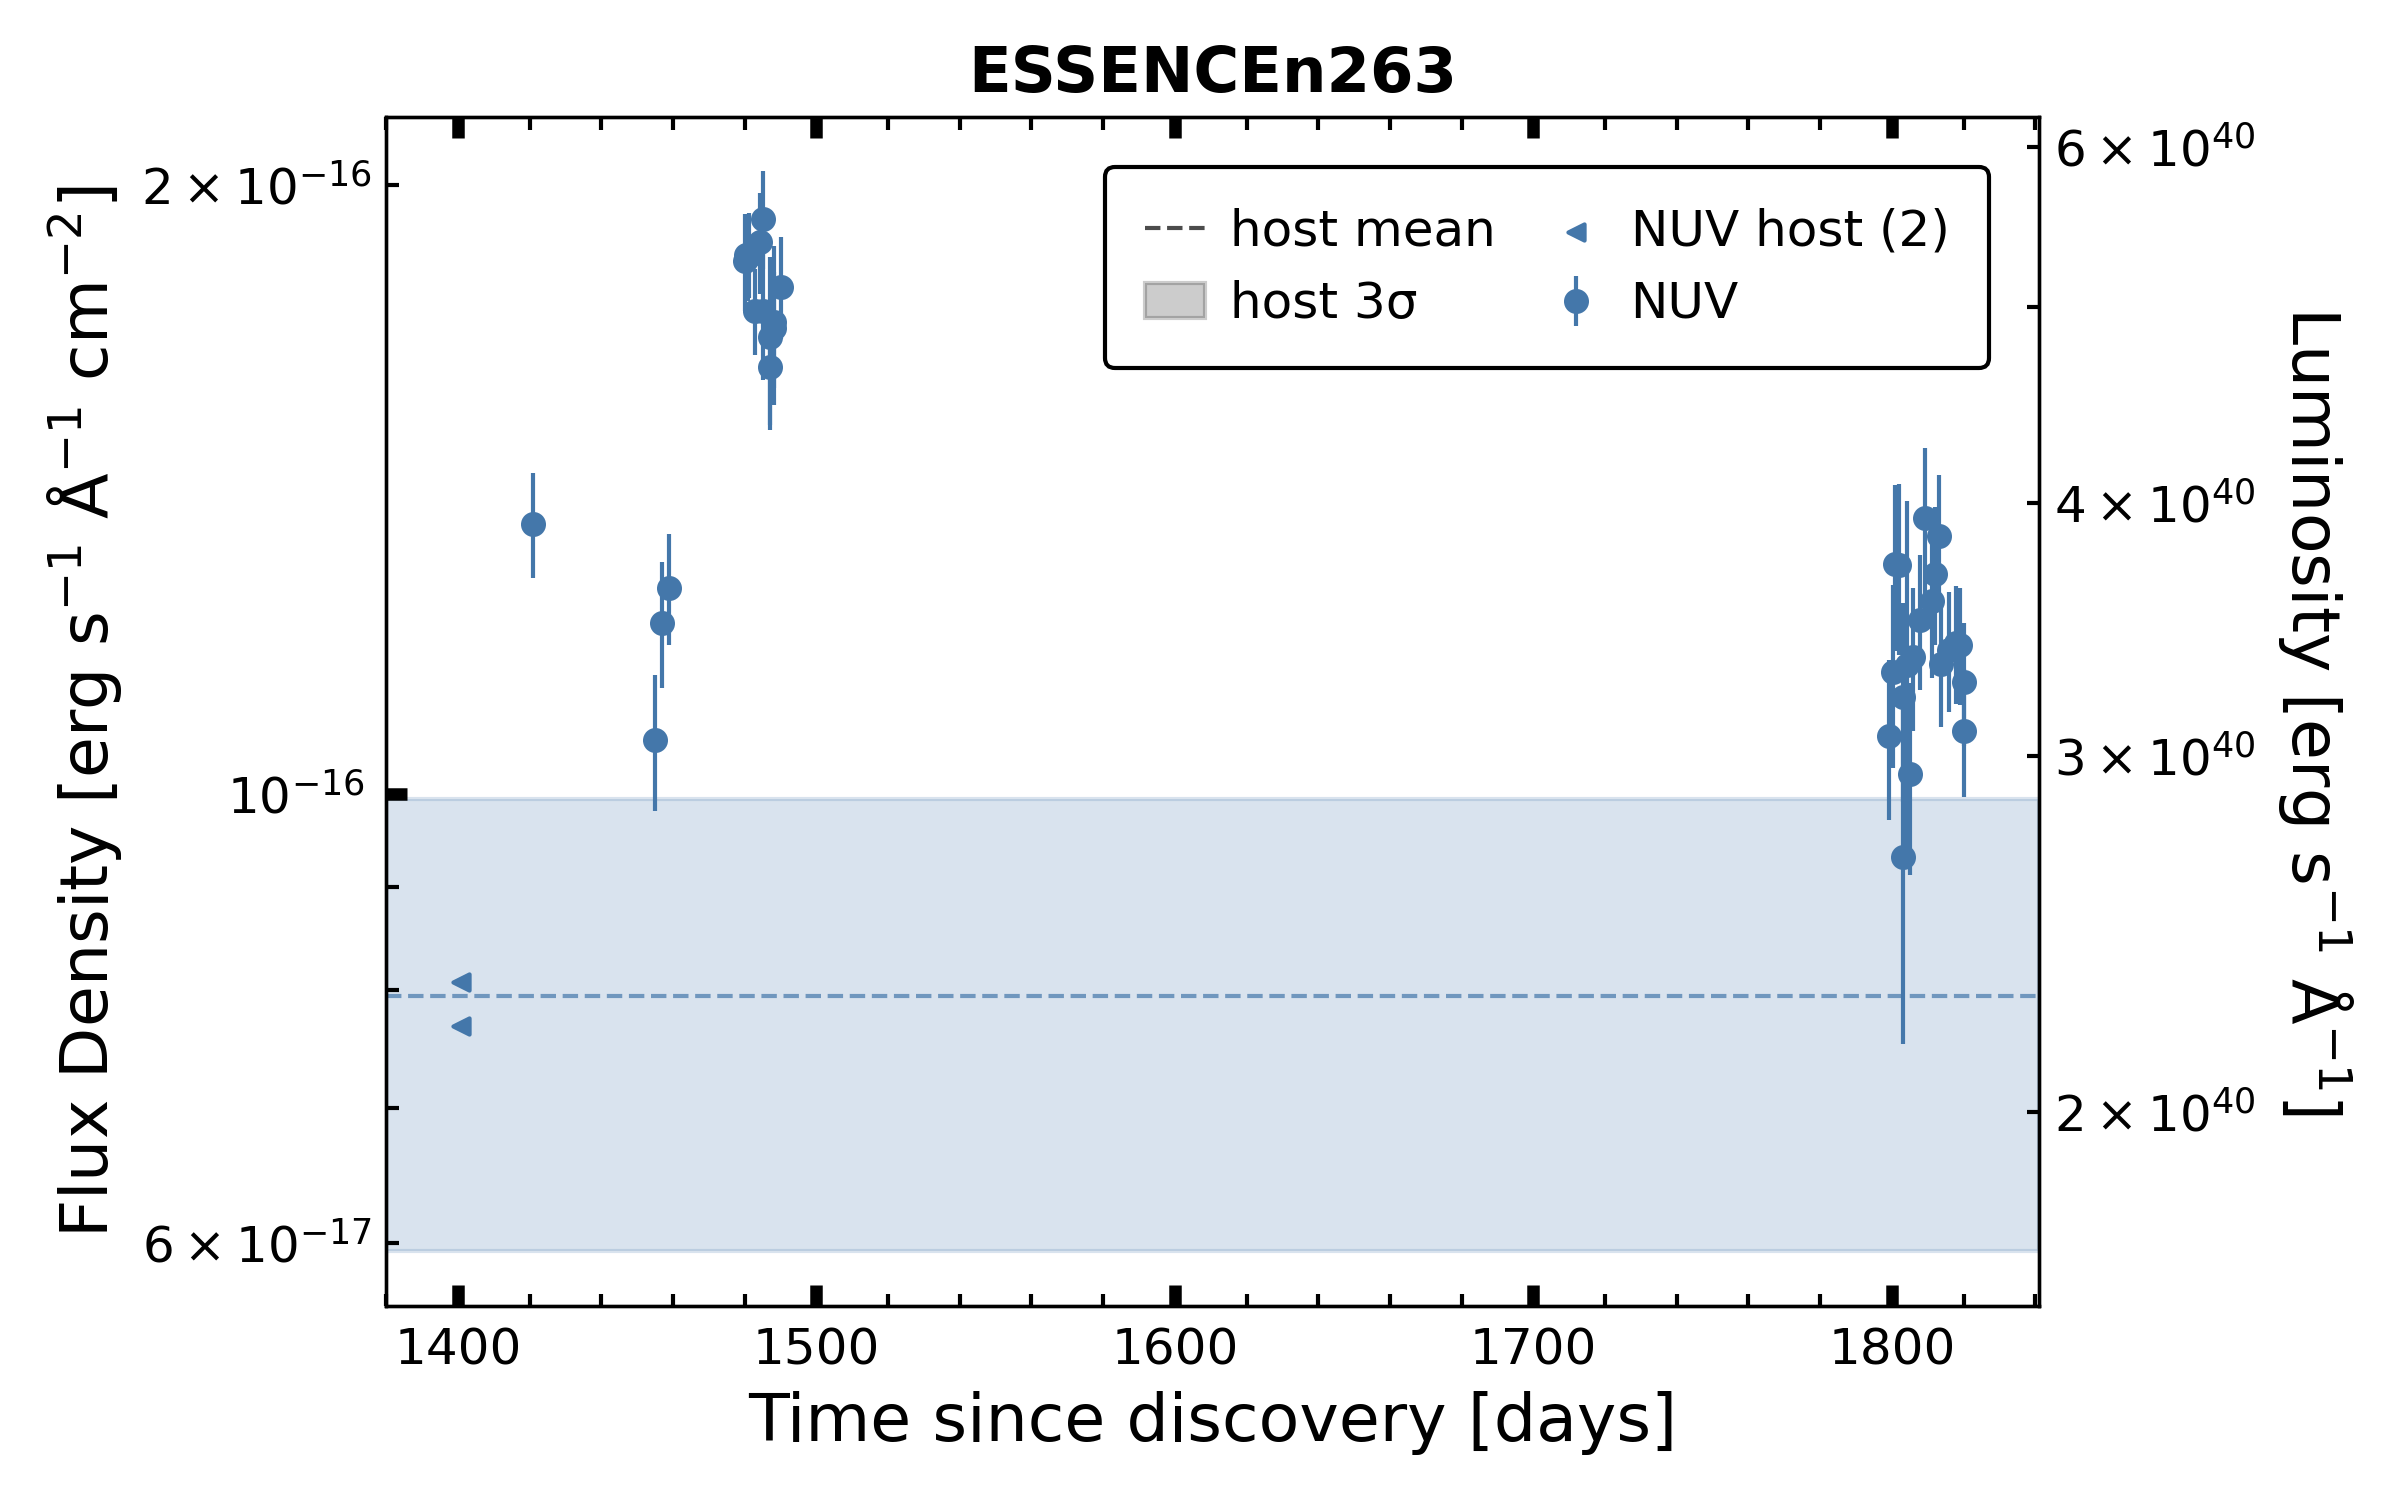 ESSENCEn263
Flux Density [erg s⁻¹ Å⁻¹ cm⁻²]
2 × 10⁻¹⁶
10⁻¹⁶
6 × 10⁻¹⁷
host mean
host 3σ
NUV host (2)
NUV
6 × 10⁴⁰
4 × 10⁴⁰
3 × 10⁴⁰
2 × 10⁴⁰
Luminosity [erg s⁻¹ Å⁻¹]
1400 1500 1600 1700 1800
Time since discovery [days]